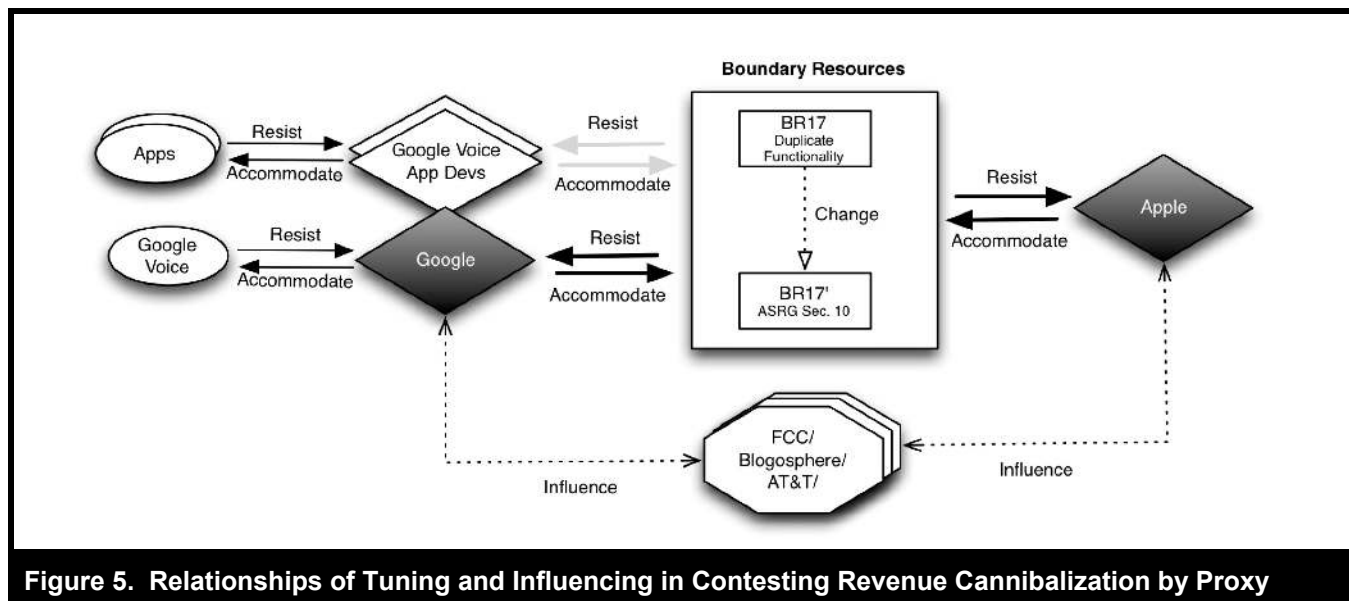 Boundary Resources
Apps
Resist
Accommodate
Google Voice
App Devs
Resist
Accommodate
BR17
Duplicate
Functionality
Change
BR17'
ASRG Sec. 10
Resist
Accommodate
Apple
Google
Voice
Resist
Accommodate
Google
Resist
Accommodate
FCC/
Blogosphere/
AT&T/
Influence
Influence
Figure 5. Relationships of Tuning and Influencing in Contesting Revenue Cannibalization by Proxy